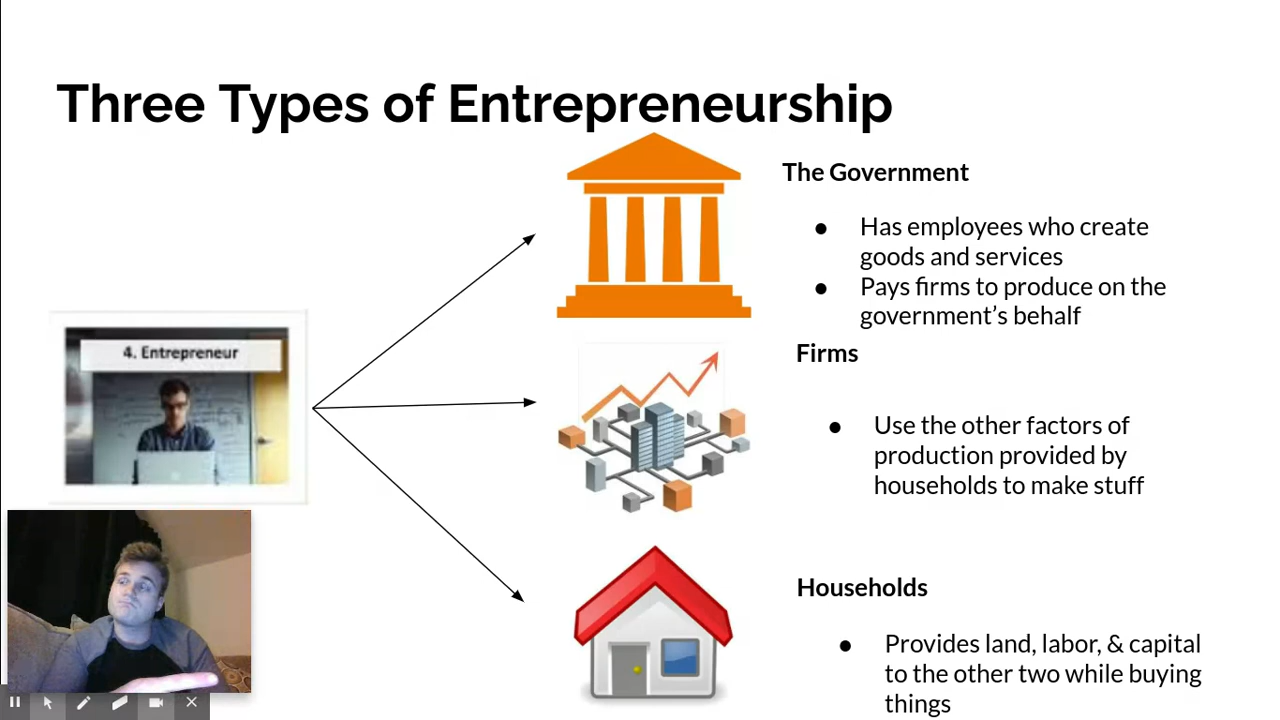 Three Types of Entrepreneurship
The Government
● Has employees who create
goods and services
● Pays firms to produce on the
government’s behalf
4. Entrepreneur
Firms
● Use the other factors of
production provided by
households to make stuff
Households
● Provides land, labor, & capital
to the other two while buying
things